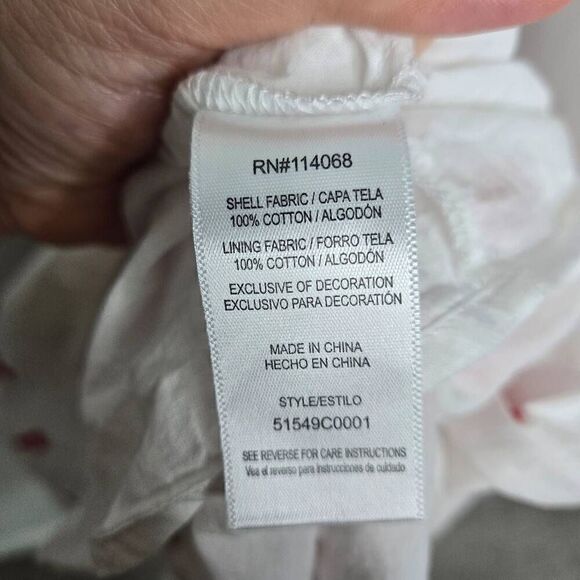 RN#114068
SHELL FABRIC / CAPA TELA
100% COTTON / ALGODÓN
LINING FABRIC / FORRO TELA
100% COTTON / ALGODÓN
EXCLUSIVE OF DECORATION
EXCLUSIVO PARA DECORATIÓN
MADE IN CHINA
HECHO EN CHINA
STYLE/ESTILO
51549C0001
SEE REVERSE FOR CARE INSTRUCTIONS
Vea el reverso para instrucciones de cuidado